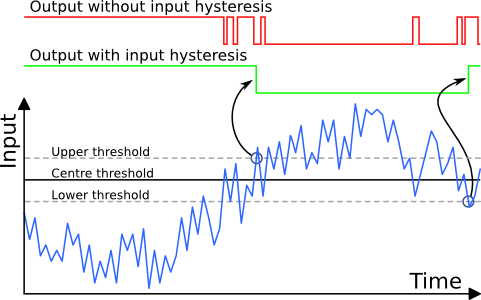 Output without input hysteresis
Output with input hysteresis
Input
Upper threshold
Centre threshold
Lower threshold
Time